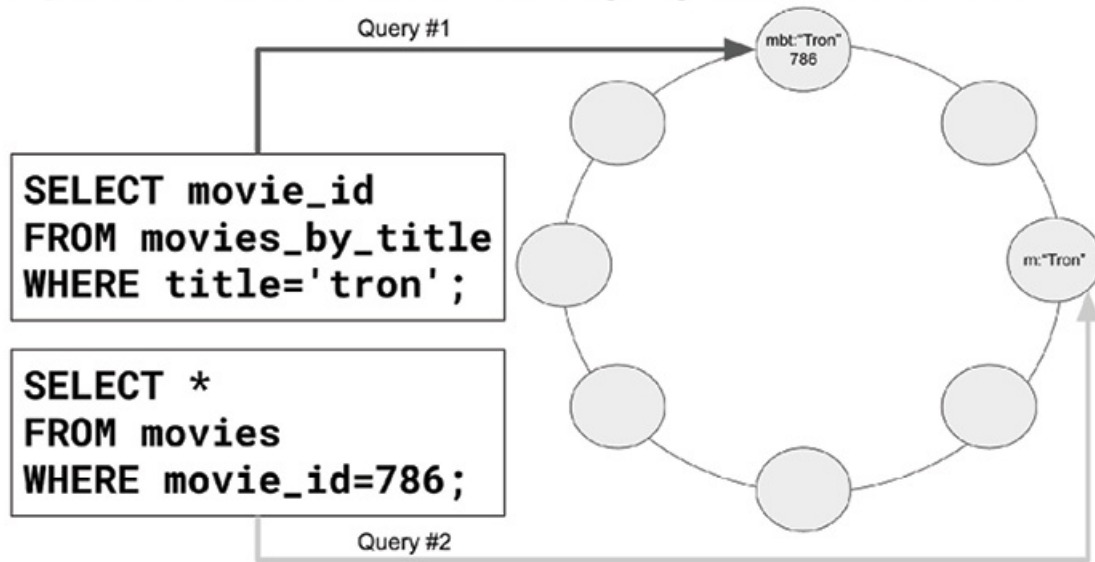 Query #1
mbt:“Tron”
786
SELECT movie_id
FROM movies_by_title
WHERE title='tron';
m:“Tron”
SELECT *
FROM movies
WHERE movie_id=786;
Query #2